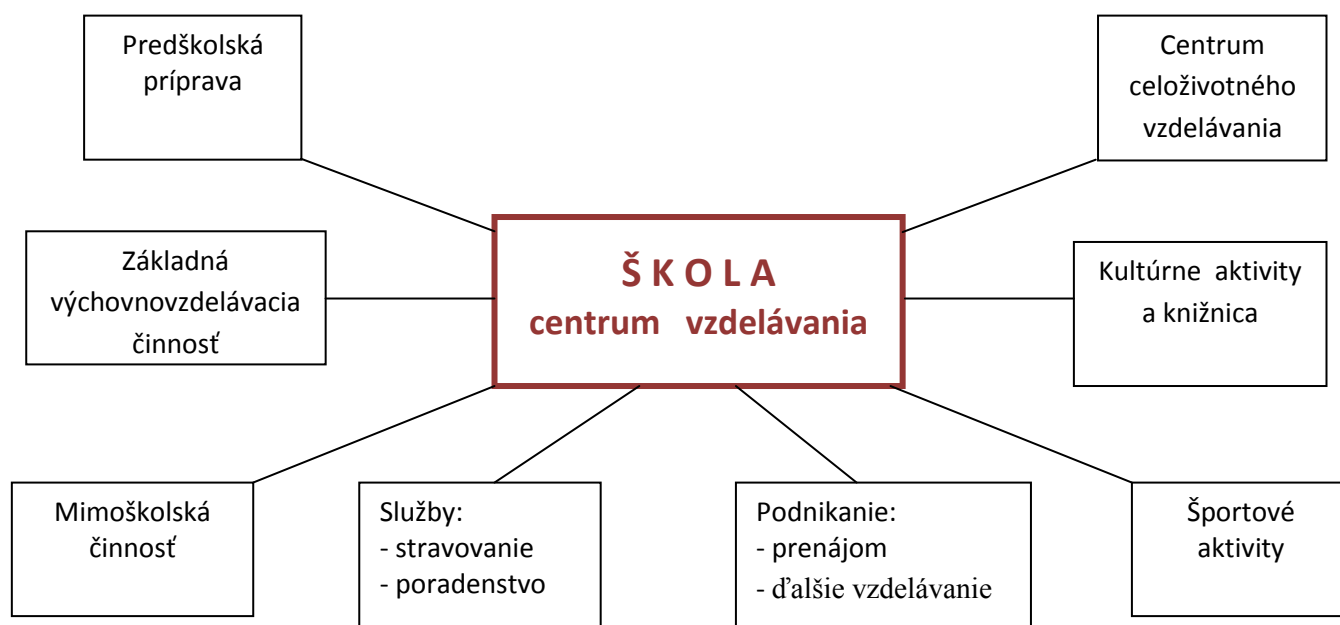 Predškolská
príprava
Centrum
celoživotného
vzdelávania
Š K O L A
centrum vzdelávania
Základná
výchovnovzdelávacia
činnosť
Kultúrne aktivity
a knižnica
Mimoškolská
činnosť
Služby:
- stravovanie
- poradenstvo
Podnikanie:
- prenájom
- ďalšie vzdelávanie
Športové
aktivity